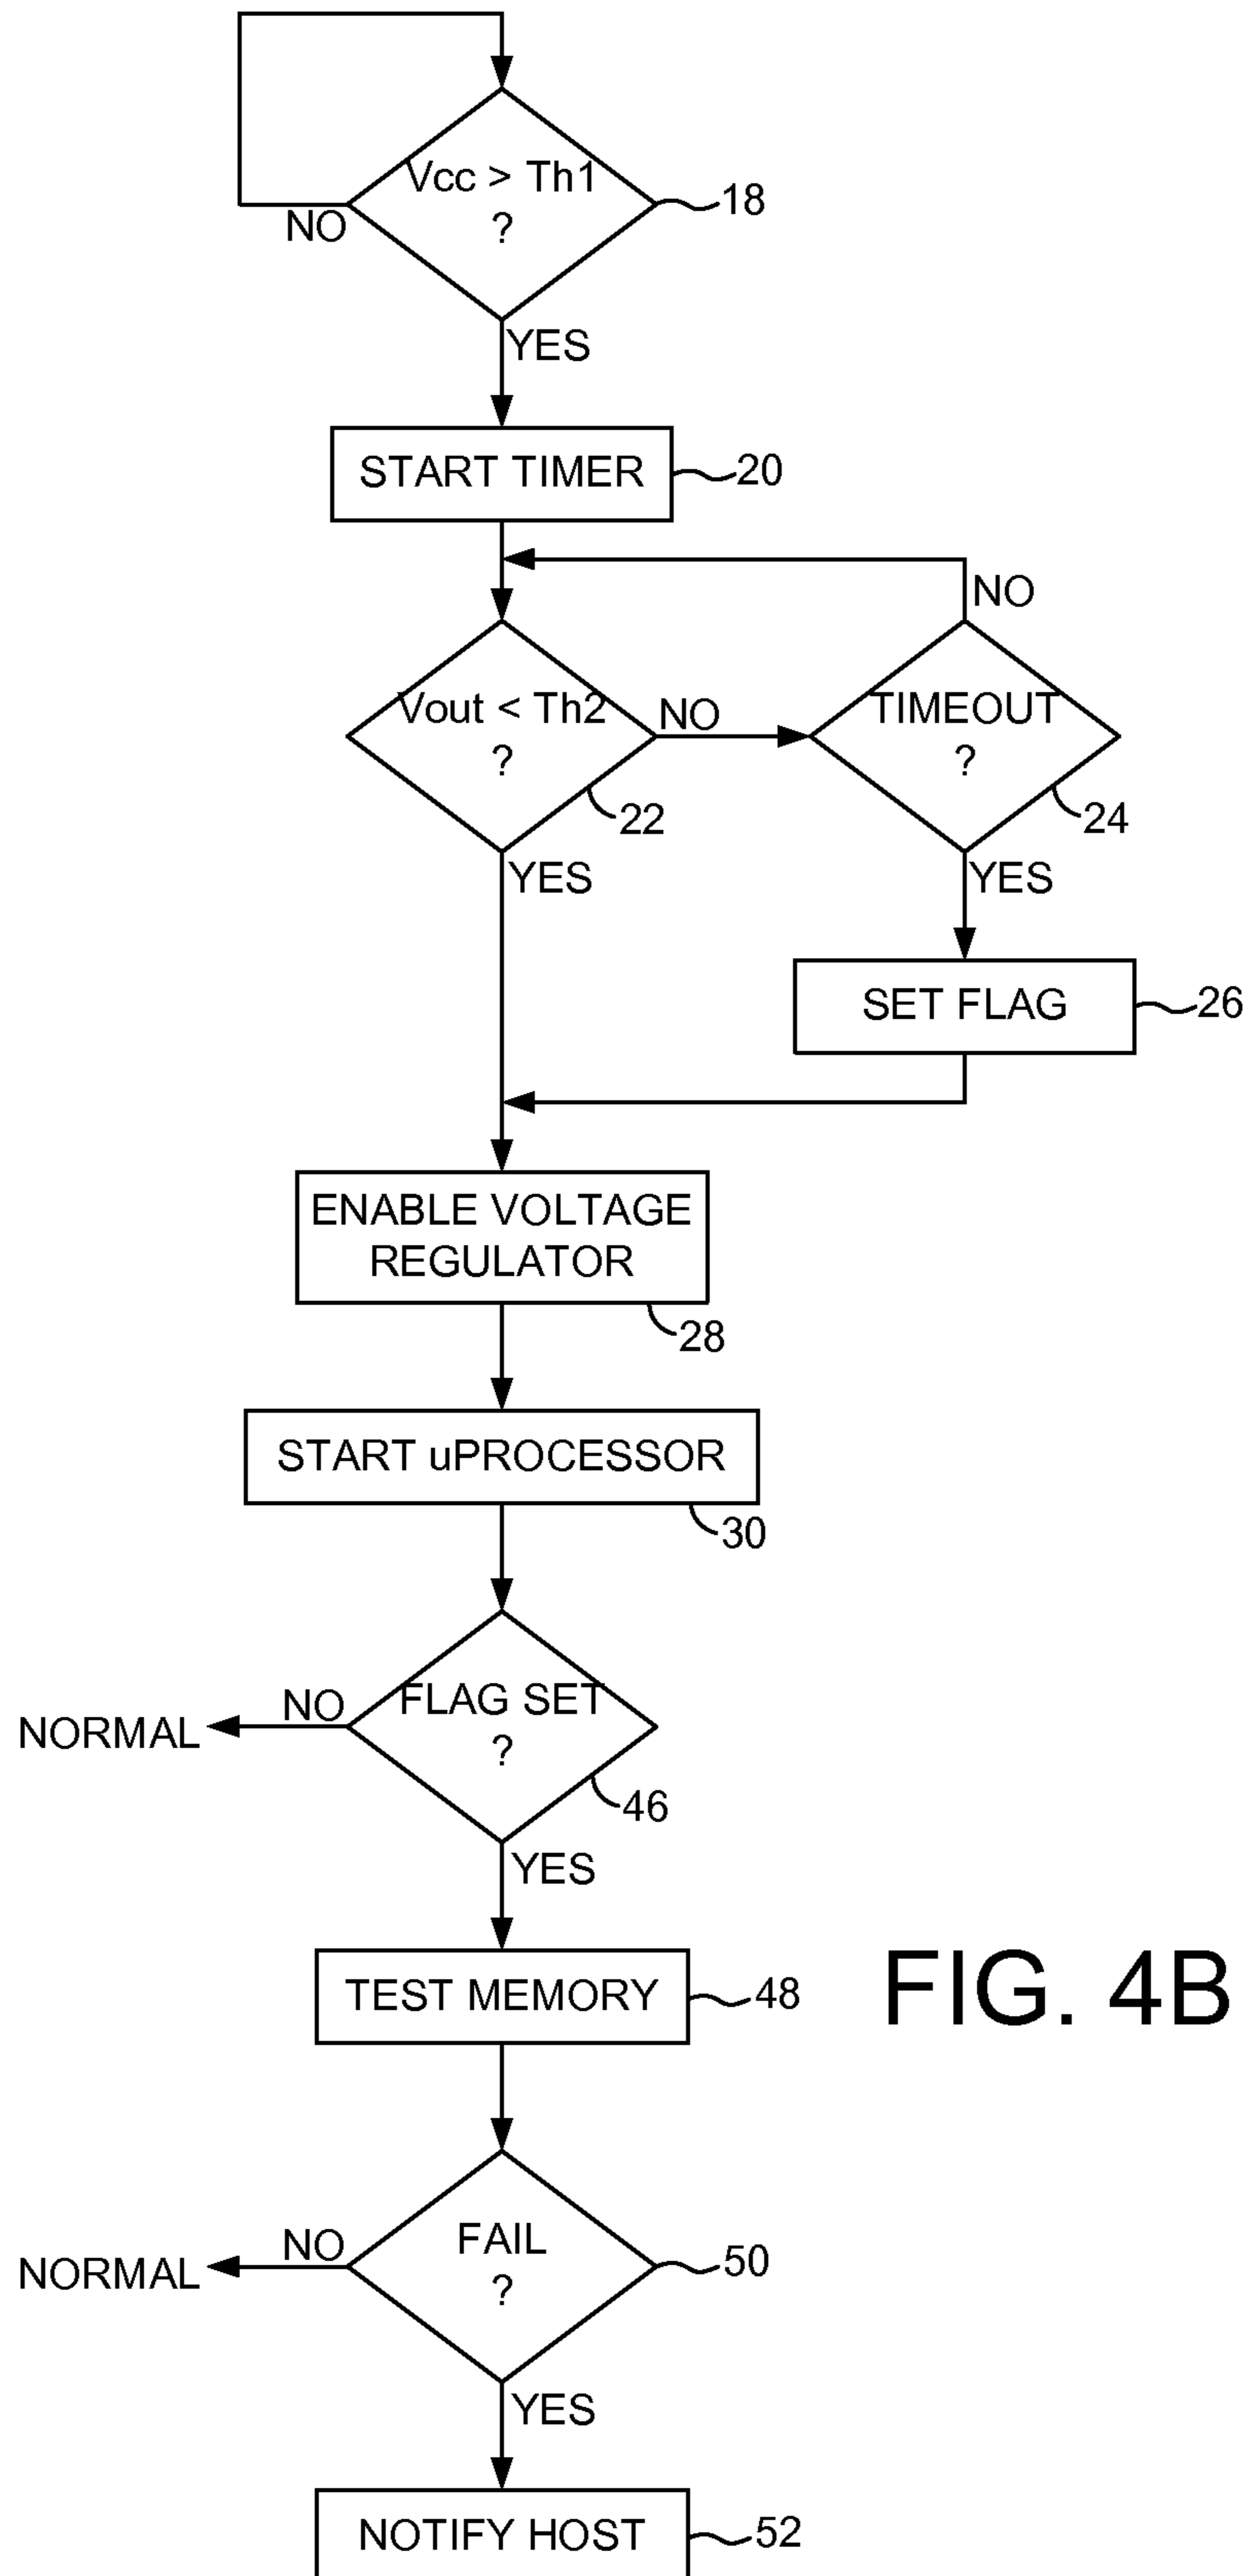 Vcc > Th1
?
18
NO
YES
START TIMER
20
NO
Vout < Th2
?
NO
TIMEOUT
?
22
24
YES
YES
SET FLAG
26
ENABLE VOLTAGE
REGULATOR
28
START uPROCESSOR
30
FLAG SET
?
NO
NORMAL
46
YES
TEST MEMORY
48
FIG. 4B
FAIL
?
NO
NORMAL
50
YES
NOTIFY HOST
52